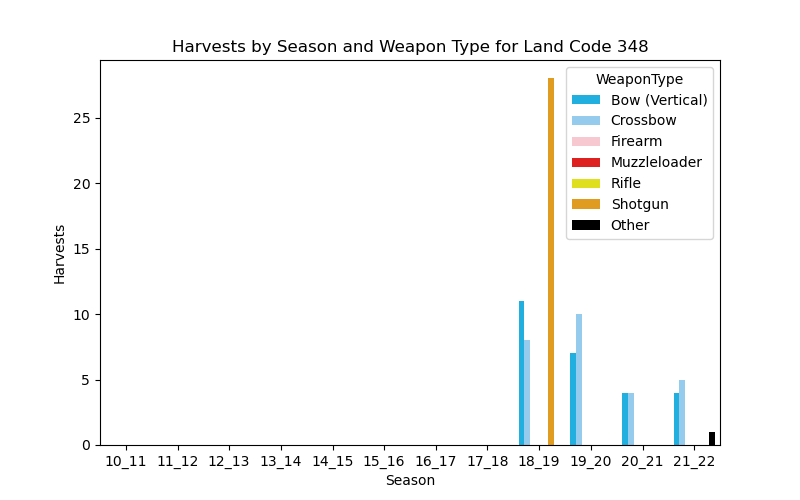 Harvests by Season and Weapon Type for Land Code 348
WeaponType
Bow (Vertical)
Crossbow
Firearm
Muzzleloader
Rifle
Shotgun
Other
Harvests
25
20
15
10
5
0
10_11 11_12 12_13 13_14 14_15 15_16 16_17 17_18 18_19 19_20 20_21 21_22
Season